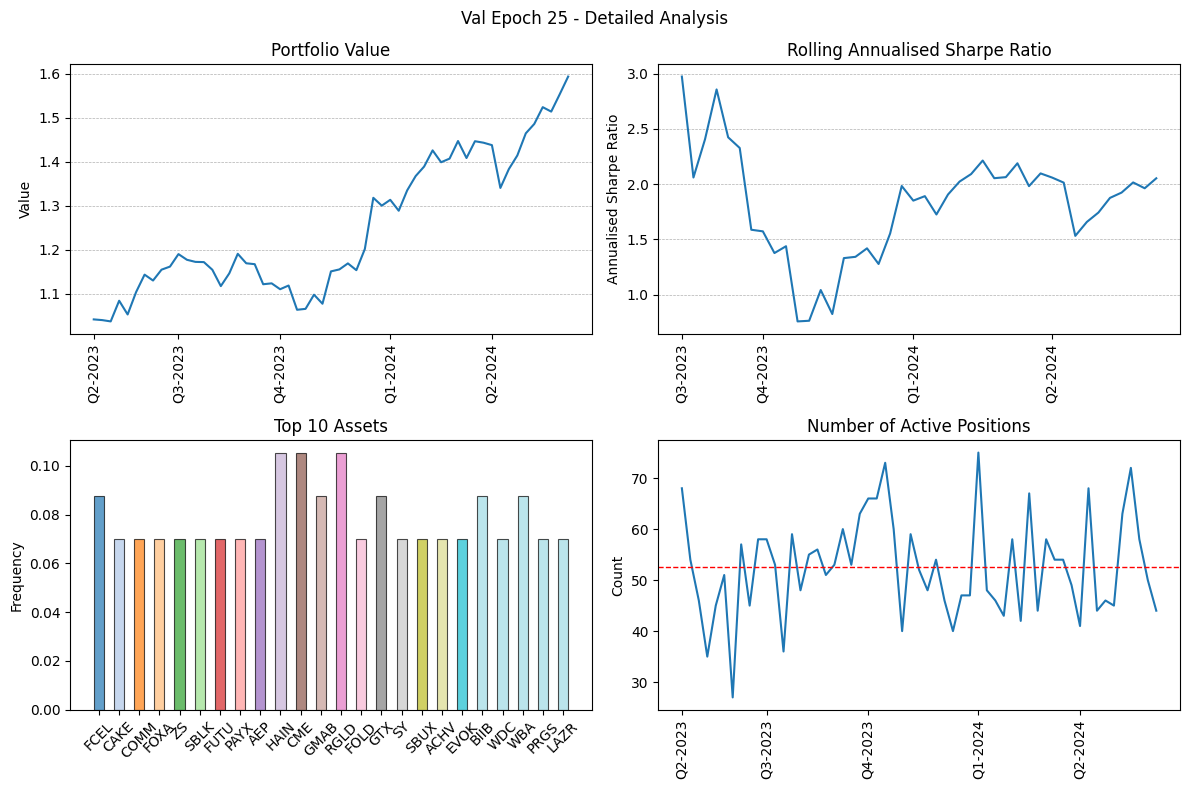 Val Epoch 25 - Detailed Analysis
Portfolio Value
Value
1.6
1.5
1.4
1.3
1.2
1.1
Q2-2023
Q3-2023
Q4-2023
Q1-2024
Q2-2024
Rolling Annualised Sharpe Ratio
Annualised Sharpe Ratio
3.0
2.5
2.0
1.5
1.0
Q3-2023
Q4-2023
Q1-2024
Q2-2024
Top 10 Assets
Frequency
0.10
0.08
0.06
0.04
0.02
0.00
FCEL
CAKE
COMM
FOXA
ZS
SBLK
FUTU
PAYX
AEP
HAIN
CME
GMAB
RGLD
FOLD
GTX
SY
SBUX
ACHV
EVOK
BIIB
WDC
WBA
PRGS
LAZR
Number of Active Positions
Count
70
60
50
40
30
Q2-2023
Q3-2023
Q4-2023
Q1-2024
Q2-2024